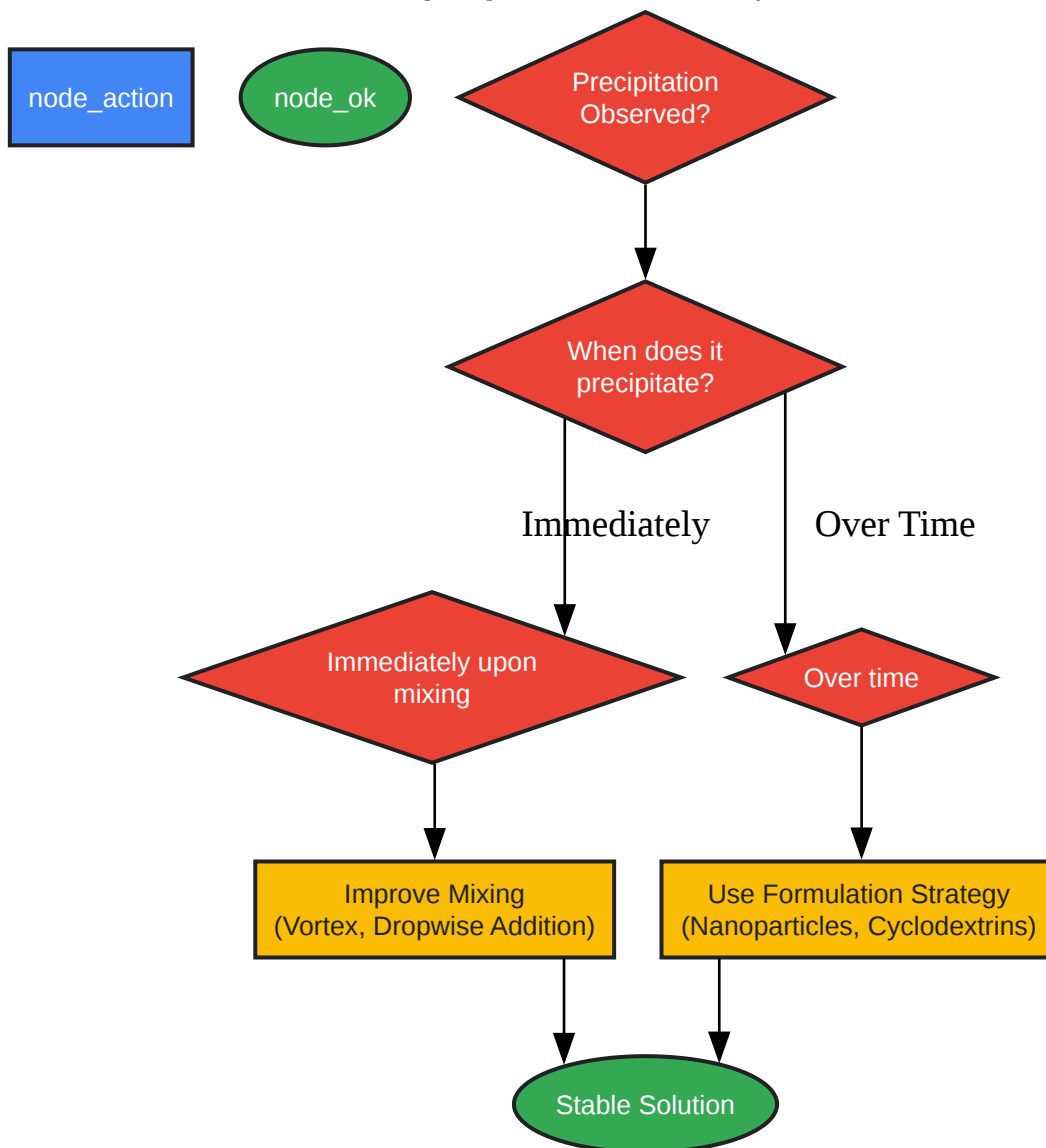 node_action
node_ok
Precipitation
Observed?
When does it
precipitate?
Immediately
Over Time
Immediately upon
mixing
Over time
Improve Mixing
(Vortex, Dropwise Addition)
Use Formulation Strategy
(Nanoparticles, Cyclodextrins)
Stable Solution